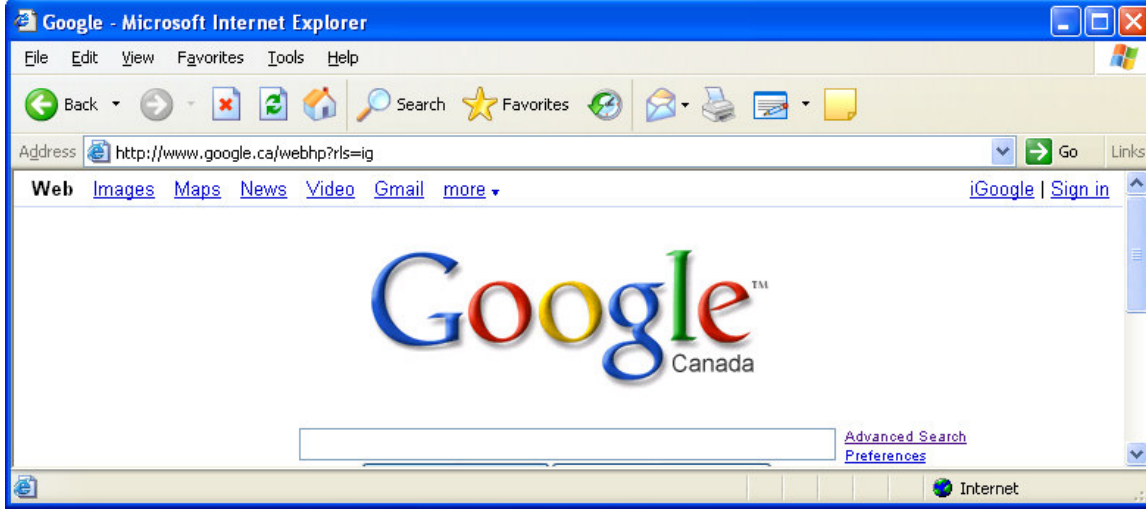 Google - Microsoft Internet Explorer
File Edit View Favorites Tools Help
Back Search Favorites
Address http://www.google.ca/webhp?rls=ig Go Links
Web Images Maps News Video Gmail more iGoogle | Sign in
Google™
Canada
Advanced Search
Preferences
Internet